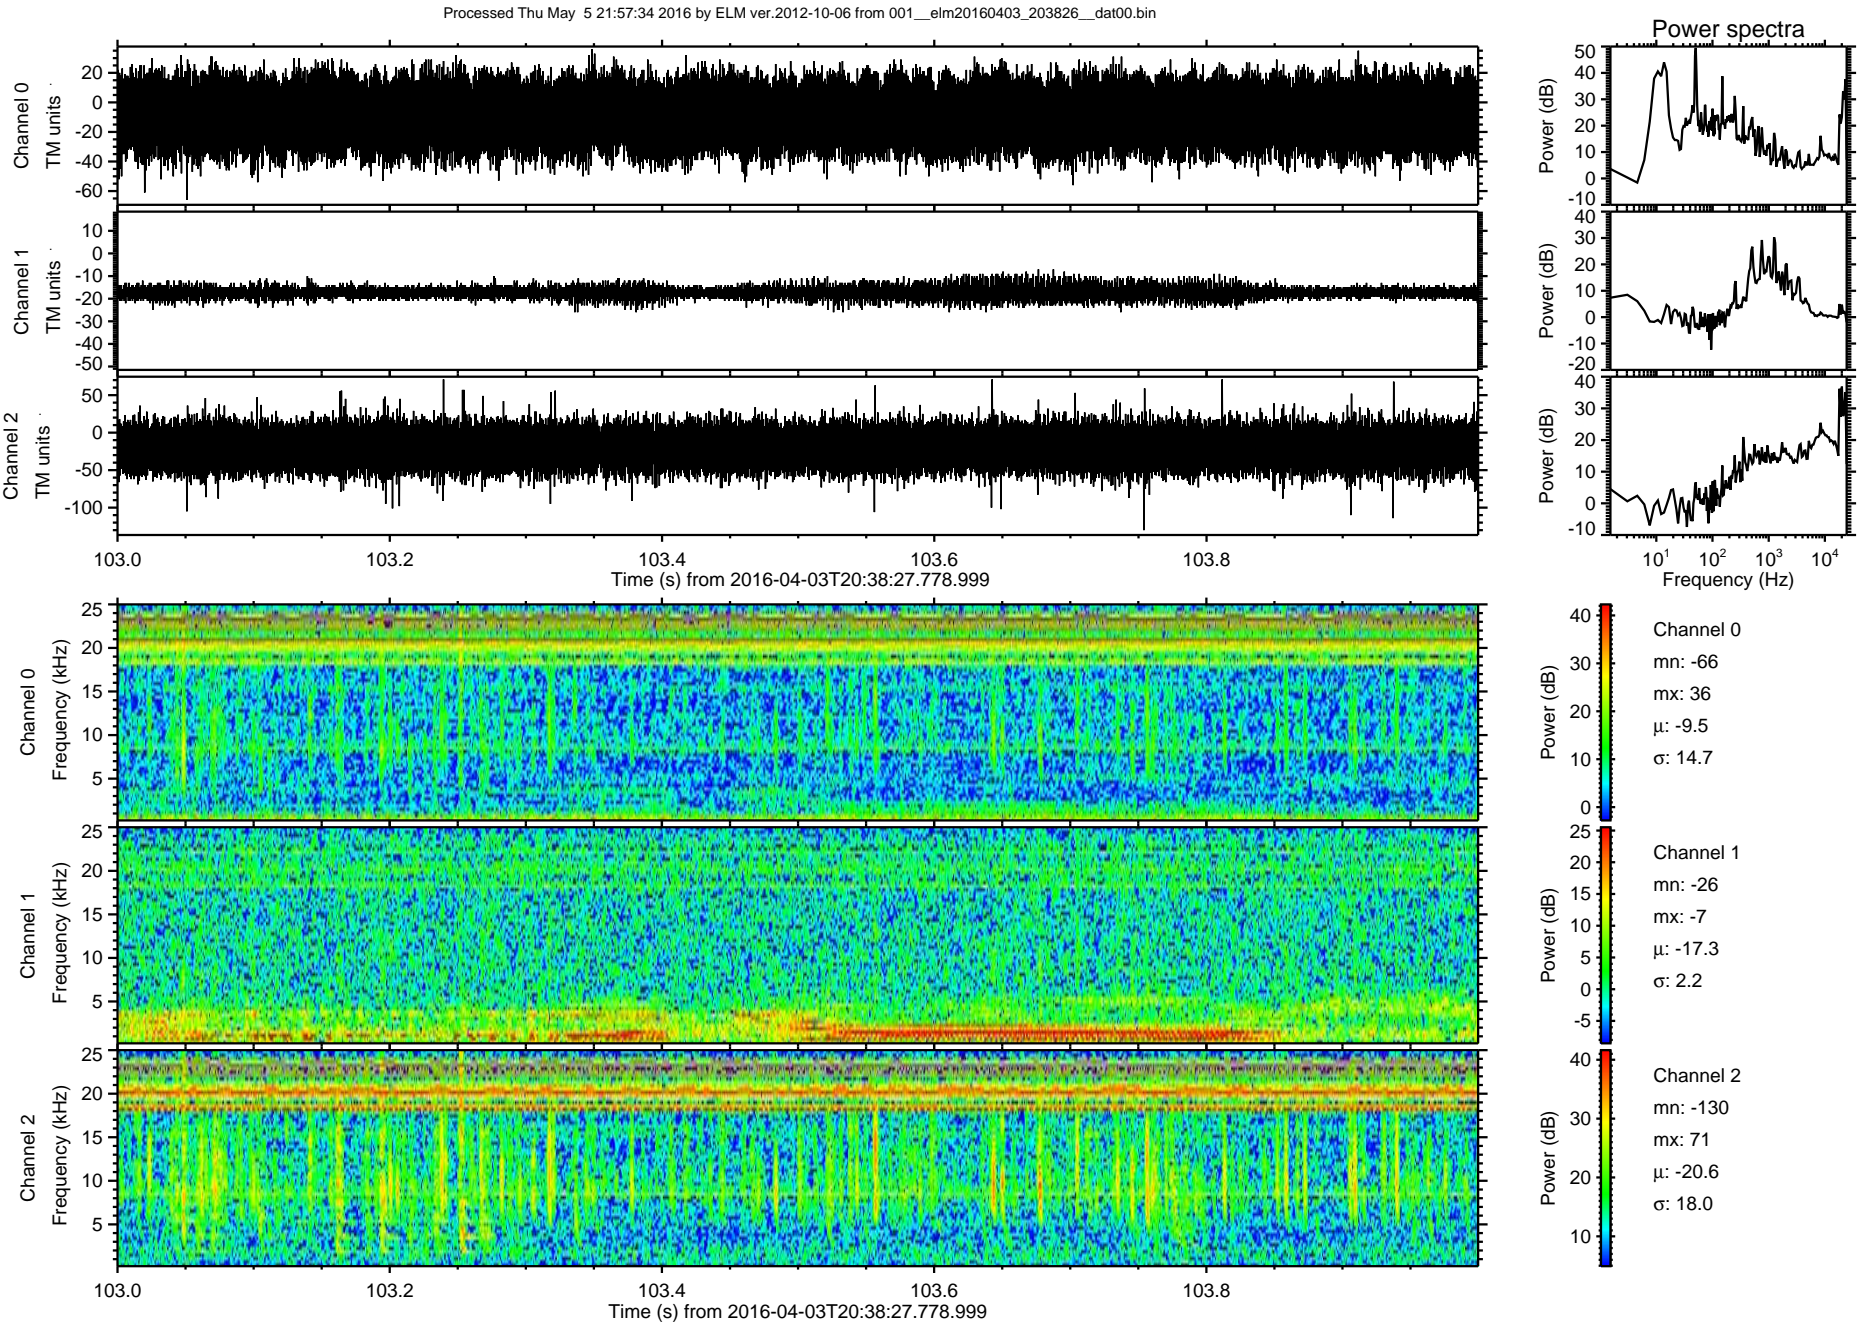 Processed Thu May  5 21:57:34 2016 by ELM ver.2012-10-06 from 001__elm20160403_203826__dat00.bin
Power spectra
Channel 0
TM units
20
0
-20
-40
-60
Power (dB)
50
40
30
20
10
0
-10
Channel 1
TM units
10
0
-10
-20
-30
-40
-50
Power (dB)
40
30
20
10
0
-10
-20
Channel 2
TM units
50
0
-50
-100
Power (dB)
40
30
20
10
0
-10
103.0 103.2 103.4 103.6 103.8
Time (s) from 2016-04-03T20:38:27.778.999
10^1 10^2 10^3 10^4
Frequency (Hz)
Channel 0
Frequency (kHz)
25
20
15
10
5
Power (dB)
40
30
20
10
0
Channel 0
mn: -66
mx: 36
μ: -9.5
σ: 14.7
Channel 1
Frequency (kHz)
25
20
15
10
5
Power (dB)
25
20
15
10
5
0
-5
Channel 1
mn: -26
mx: -7
μ: -17.3
σ: 2.2
Channel 2
Frequency (kHz)
25
20
15
10
5
Power (dB)
40
30
20
10
Channel 2
mn: -130
mx: 71
μ: -20.6
σ: 18.0
103.0 103.2 103.4 103.6 103.8
Time (s) from 2016-04-03T20:38:27.778.999